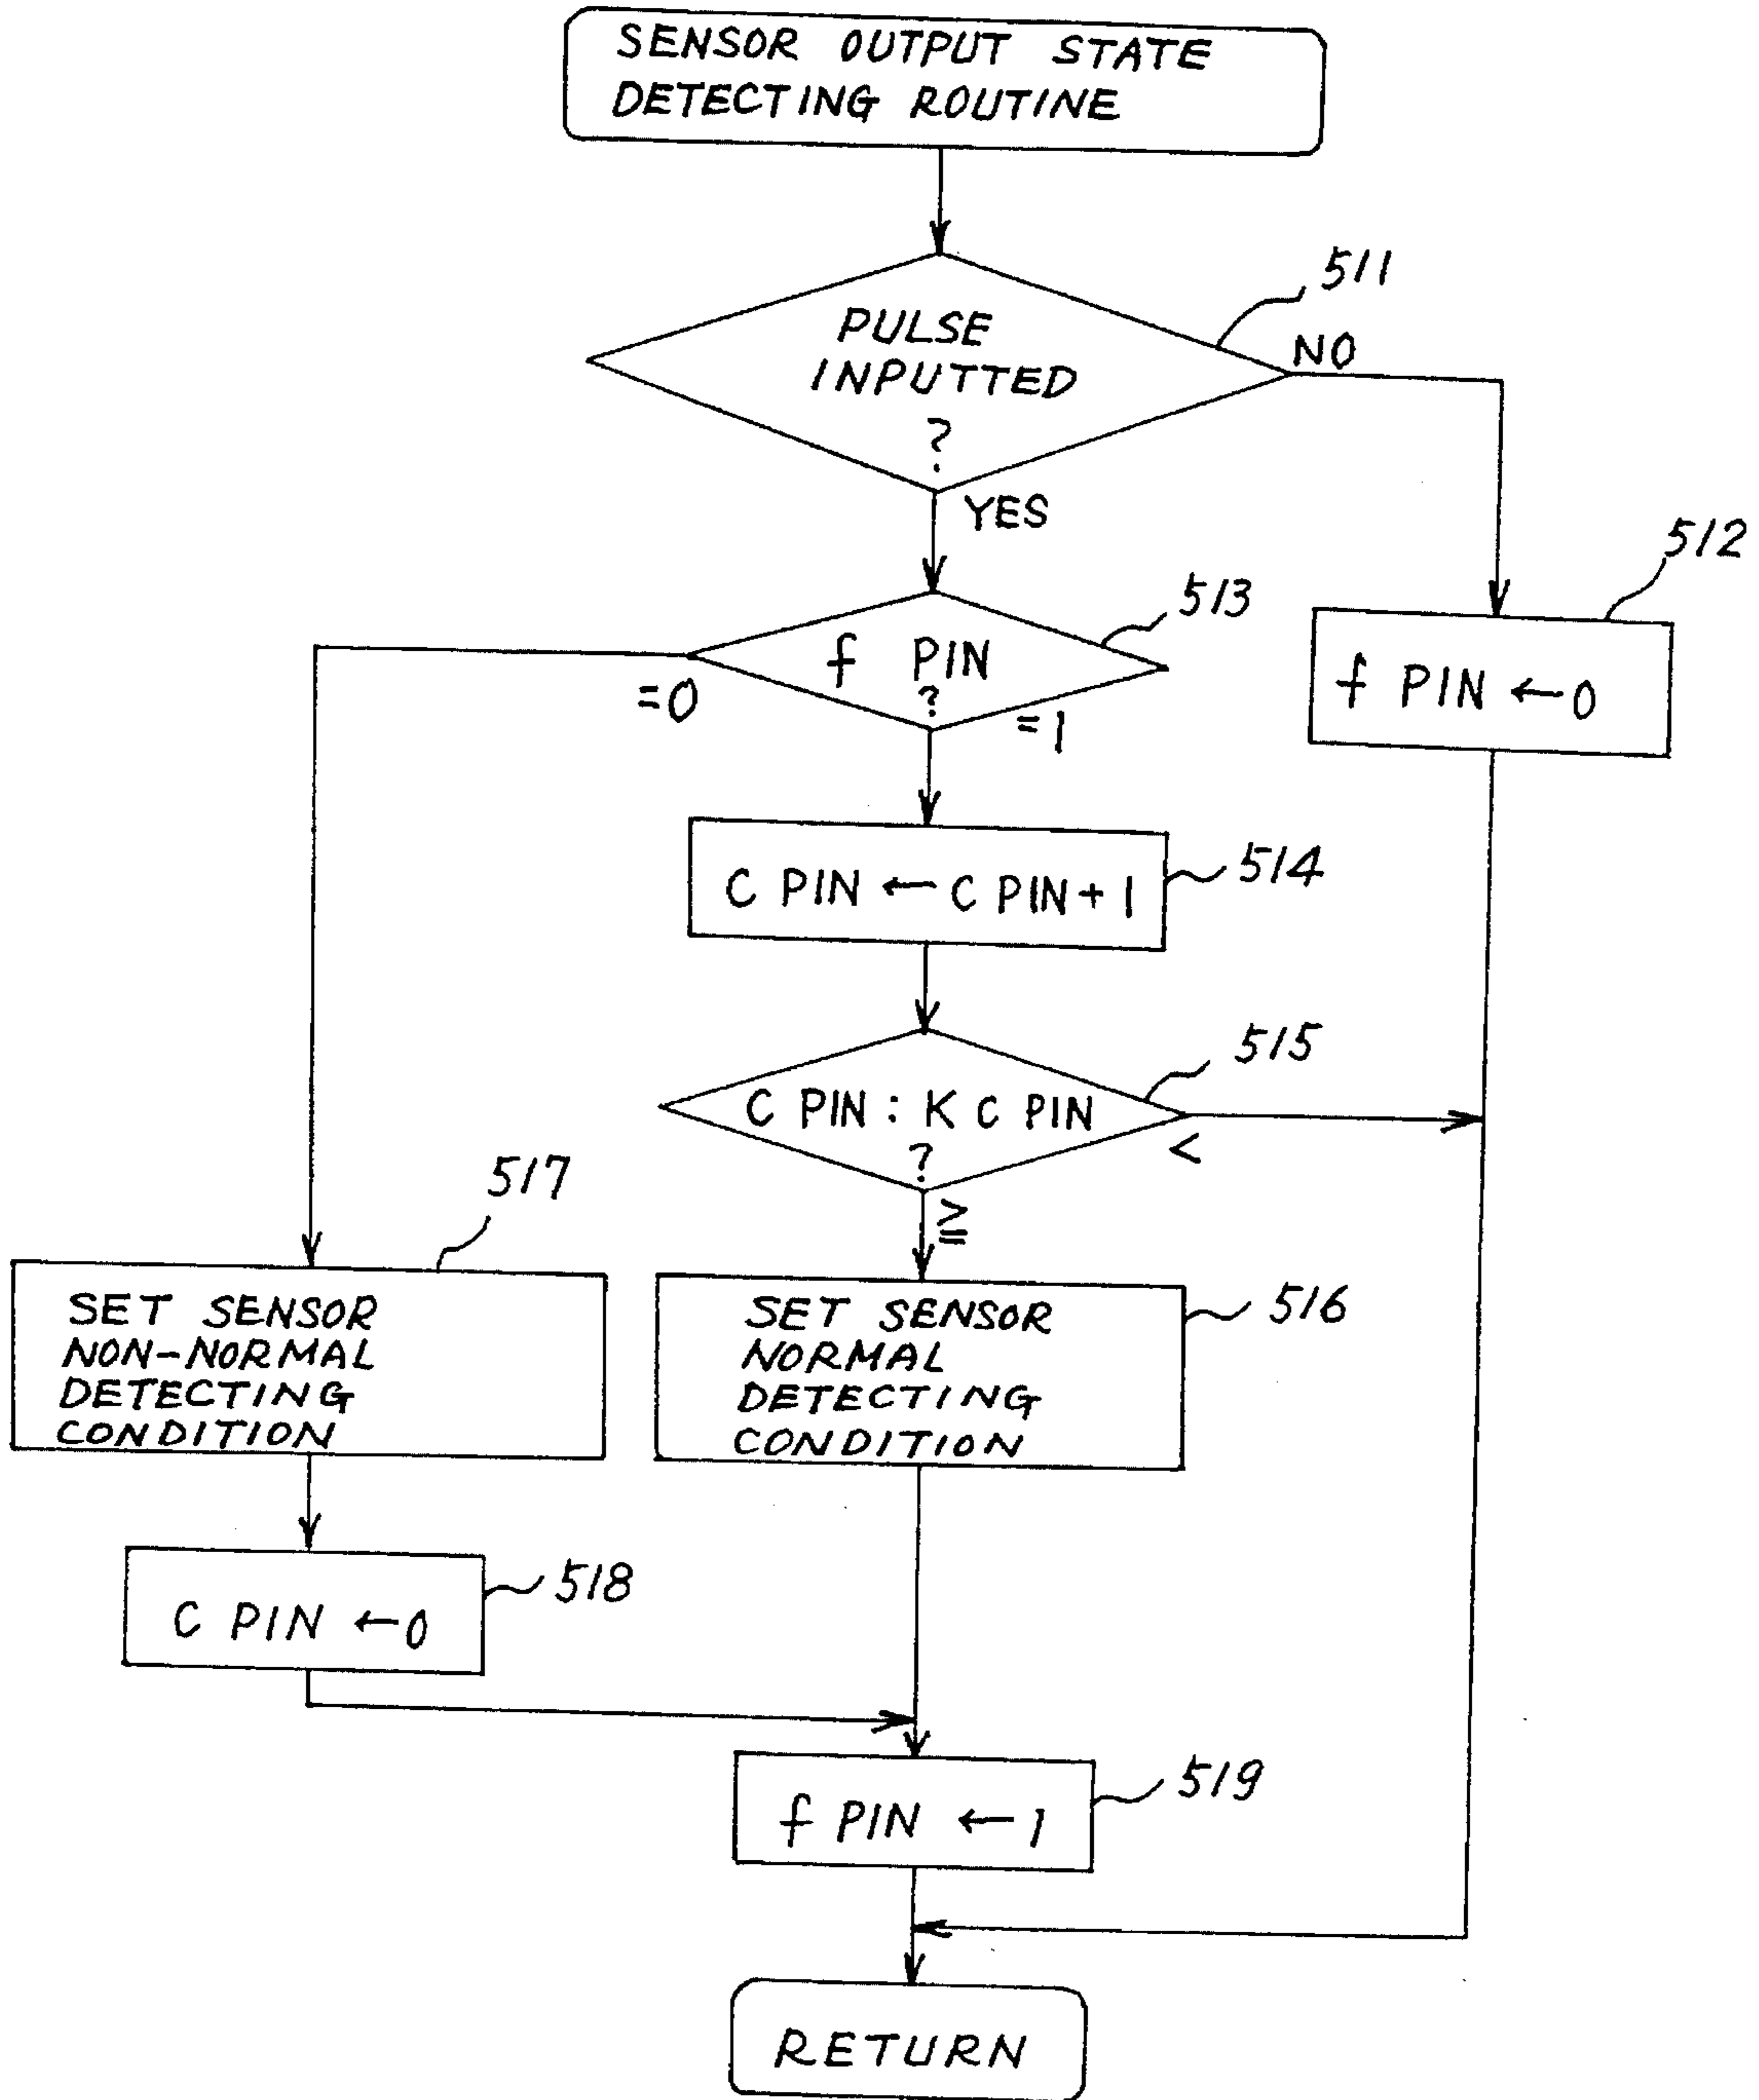 SENSOR OUTPUT STATE
DETECTING ROUTINE
511
PULSE
INPUTTED
?
NO
YES
512
f PIN ← 0
513
f PIN
?
=0
=1
514
C PIN ← C PIN + 1
515
C PIN : K C PIN
?
<
≧
517
SET SENSOR
NON-NORMAL
DETECTING
CONDITION
516
SET SENSOR
NORMAL
DETECTING
CONDITION
518
C PIN ← 0
519
f PIN ← 1
RETURN